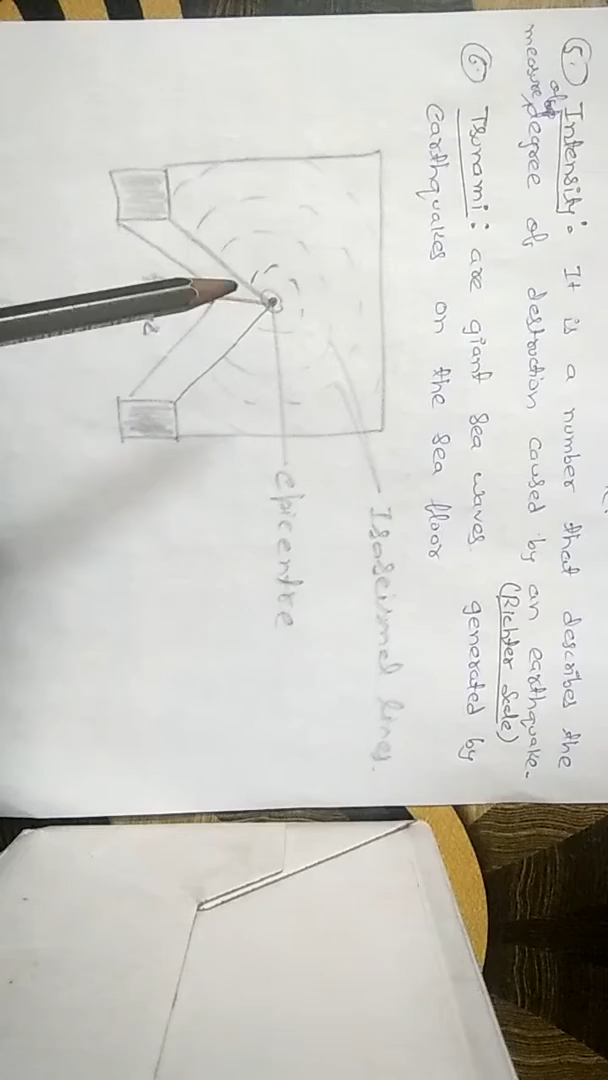 5. Intensity: It is a number that describes the
measure of degree of destruction caused by an earthquake.
(Richter Scale)
6. Tsunami: are giant sea waves generated by
earthquakes on the sea floor
Isoseismal lines.
epicentre